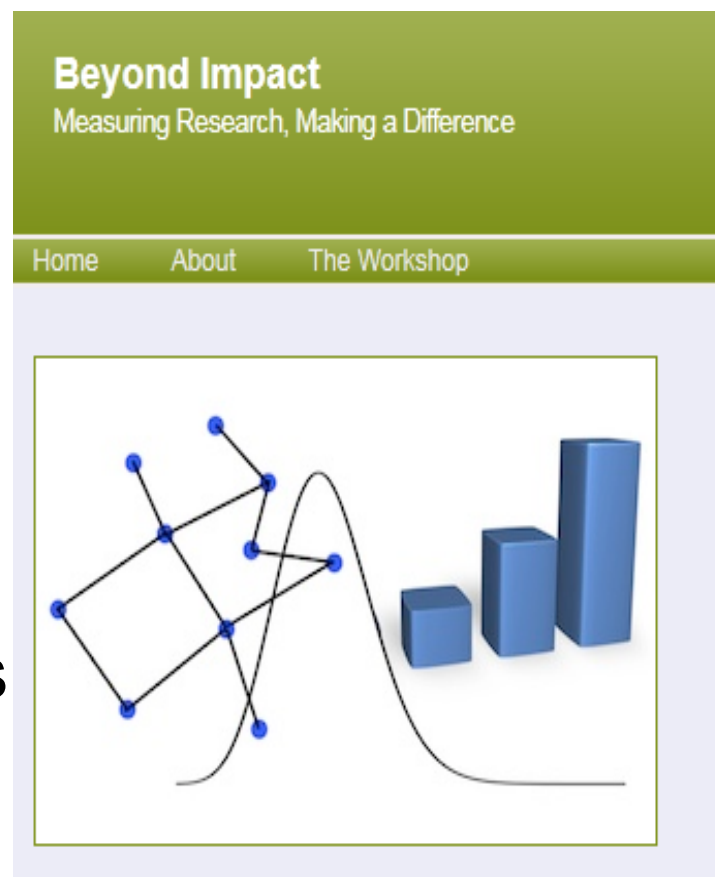 Beyond Impact
Measuring Research, Making a Difference
Home About The Workshop
s